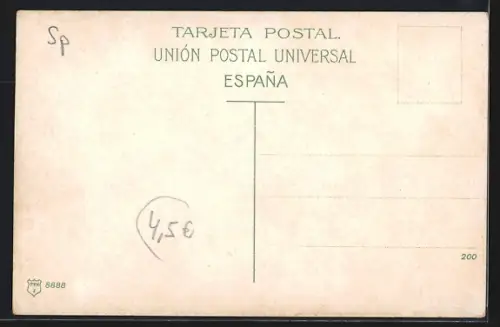 Sp
TARJETA POSTAL.
UNIÓN POSTAL UNIVERSAL
ESPAÑA
4,5€
200
8688